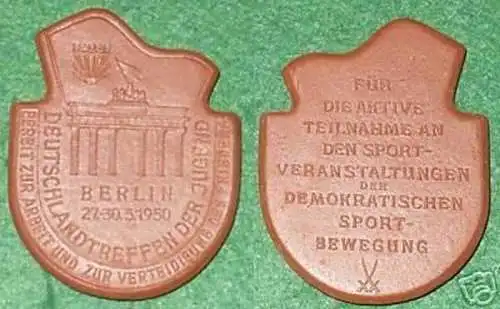 BERLIN
27.-30.5.1950
DEUTSCHLANDTREFFEN DER JUGEND
BEREIT ZUR ARBEIT UND ZUR VERTEIDIGUNG DES FRIEDENS
FÜR
DIE AKTIVE
TEILNAHME AN
DEN SPORT-
VERANSTALTUNGEN
DER
DEMOKRATISCHEN
SPORT-
BEWEGUNG